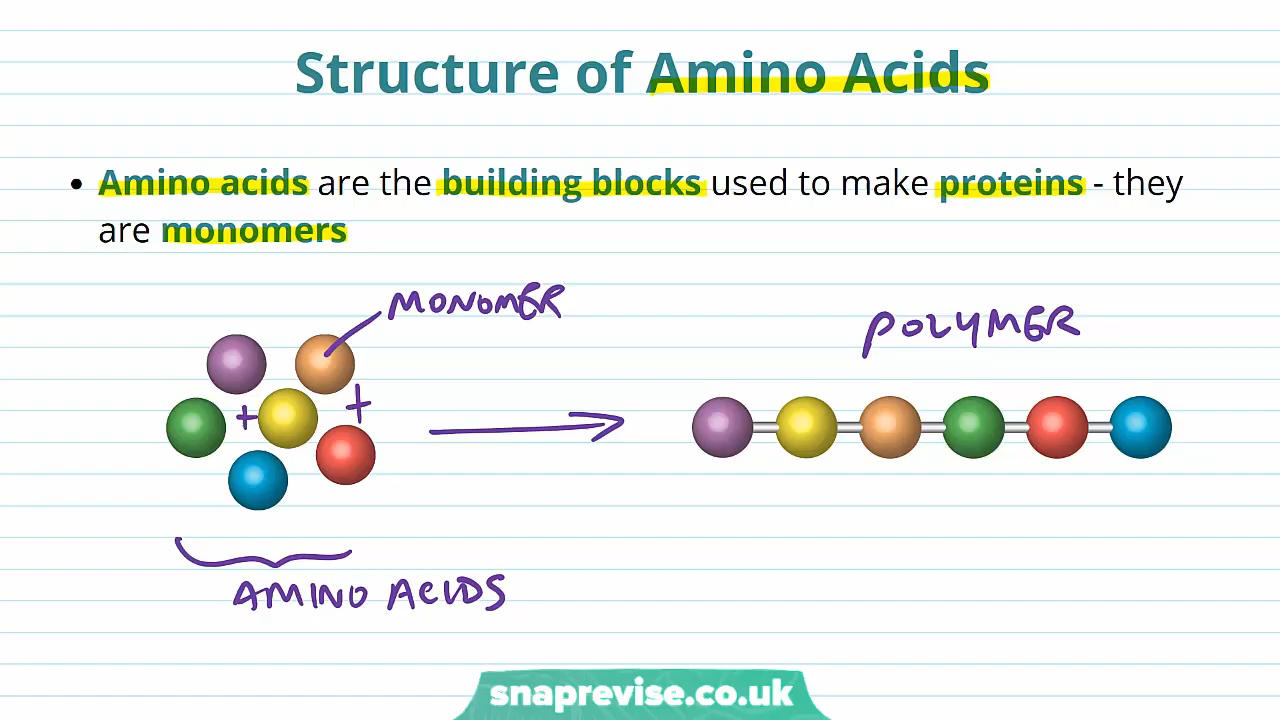 Structure of Amino Acids
• Amino acids are the building blocks used to make proteins - they
are monomers
MONOMER
POLYMER
+
+
AMINO ACIDS
snaprevise.co.uk